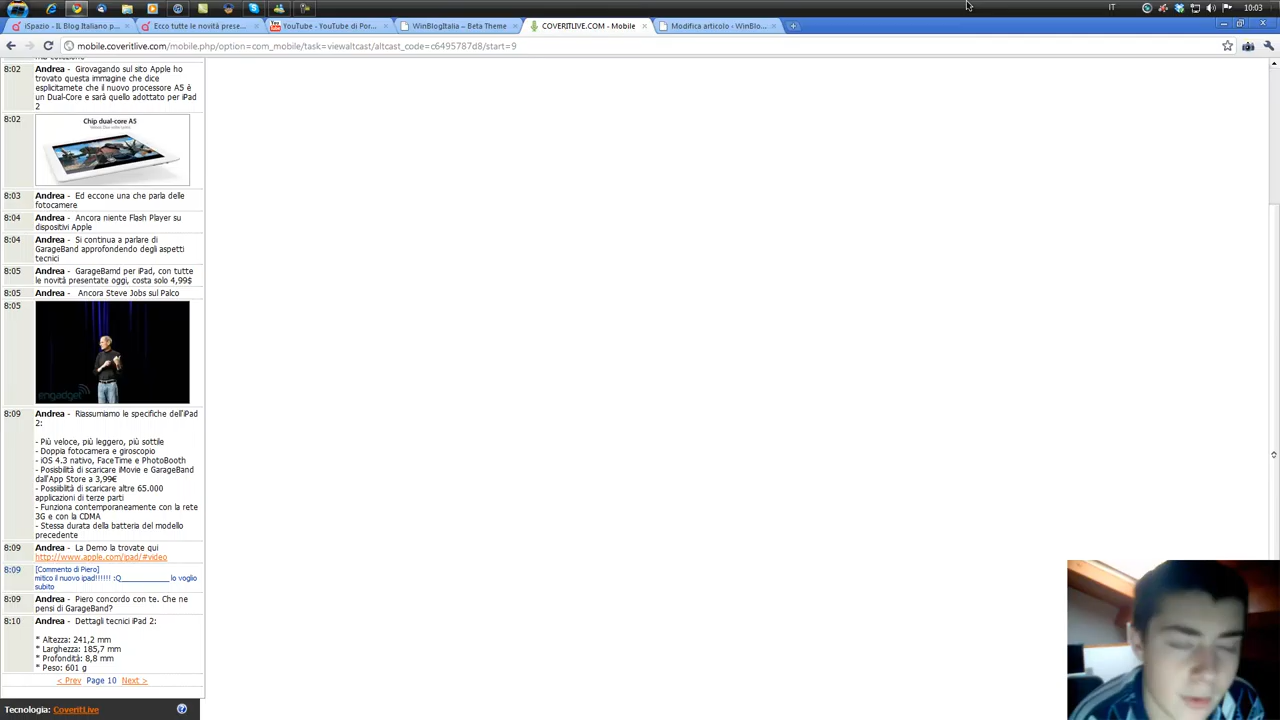 IT 10:03
iSpazio - IL Blog Italiano p...
Ecco tutte le novità prese...
YouTube - YouTube di Por...
WinBlogItalia — Beta Theme
COVERITLIVE.COM - Mobile
Modifica articolo - WinBlo...
mobile.coveritlive.com/mobile.php/option=com_mobile/task=viewaltcast/altcast_code=c6495787d8/start=9
8:02 Andrea - Girovagando sul sito Apple ho
trovato questa immagine che dice
esplicitemete che il nuovo processore A5 è
un Dual-Core e sarà quello adottato per iPad
2
8:02
Chip dual-core A5
8:03 Andrea - Ed eccone una che parla delle
fotocamere
8:04 Andrea - Ancora niente Flash Player su
dispositivi Apple
8:04 Andrea - Si continua a parlare di
GarageBand approfondendo degli aspetti
tecnici
8:05 Andrea - GarageBamd per iPad, con tutte
le novità presentate oggi, costa solo 4,99$
8:05 Andrea - Ancora Steve Jobs sul Palco
8:05
engadget
8:09 Andrea - Riassumiamo le specifiche dell'iPad
2:
- Più veloce, più leggero, più sottile
- Doppia fotocamera e giroscopio
- iOS 4.3 nativo, FaceTime e PhotoBooth
- Posisbilità di scaricare iMovie e GarageBand
dall'App Store a 3,99€
- Possiiblità di scaricare altre 65.000
applicazioni di terze parti
- Funziona contemporaneamente con la rete
3G e con la CDMA
- Stessa durata della batteria del modello
precedente
8:09 Andrea - La Demo la trovate qui
http://www.apple.com/ipad/#video
8:09 [Commento di Piero]
mitico il nuovo ipad!!!!!! :Q____________ lo voglio
subito
8:09 Andrea - Piero concordo con te. Che ne
pensi di GarageBand?
8:10 Andrea - Dettagli tecnici iPad 2:
* Altezza: 241,2 mm
* Larghezza: 185,7 mm
* Profondità: 8,8 mm
* Peso: 601 g
< Prev Page 10 Next >
Tecnologia: CoveritLive